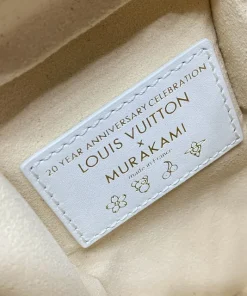 20 YEAR ANNIVERSARY CELEBRATION
LOUIS VUITTON
×
MURAKAMI
made in France